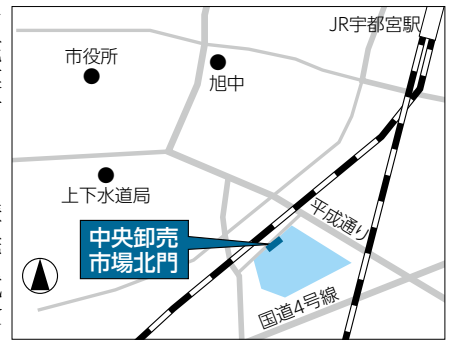 JR宇都宮駅
市役所
旭中
上下水道局
平成通り
中央卸売
市場北門
国道4号線